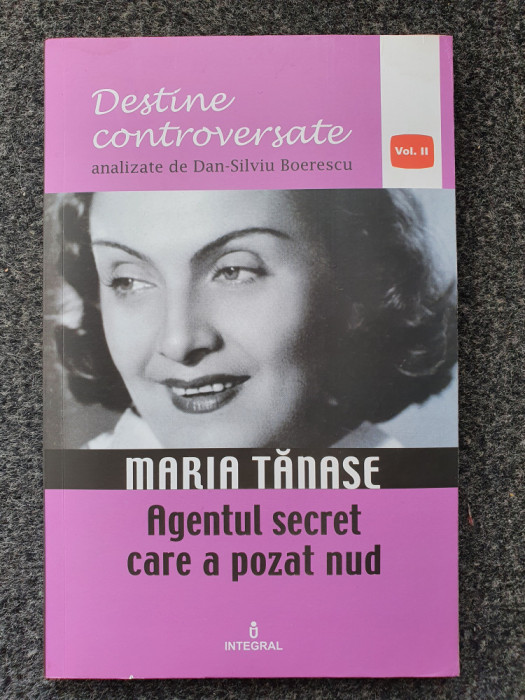 Destine
controversate
analizate de Dan-Silviu Boerescu
Vol. II
MARIA TĂNASE
Agentul secret
care a pozat nud
INTEGRAL